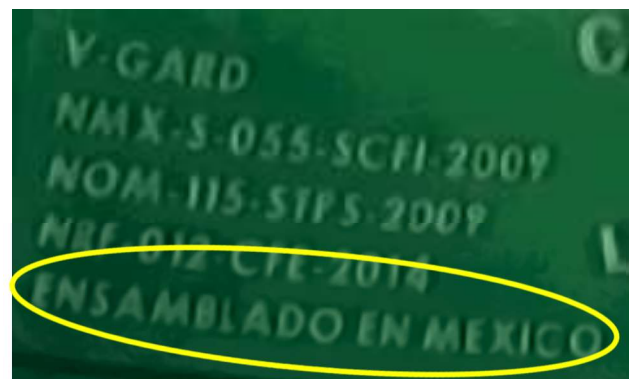 V-GARD
NMX-S-055-SCFI-2009
NOM-115-STPS-2009
NRF-012-CFE-2014
ENSAMBLADO EN MEXICO